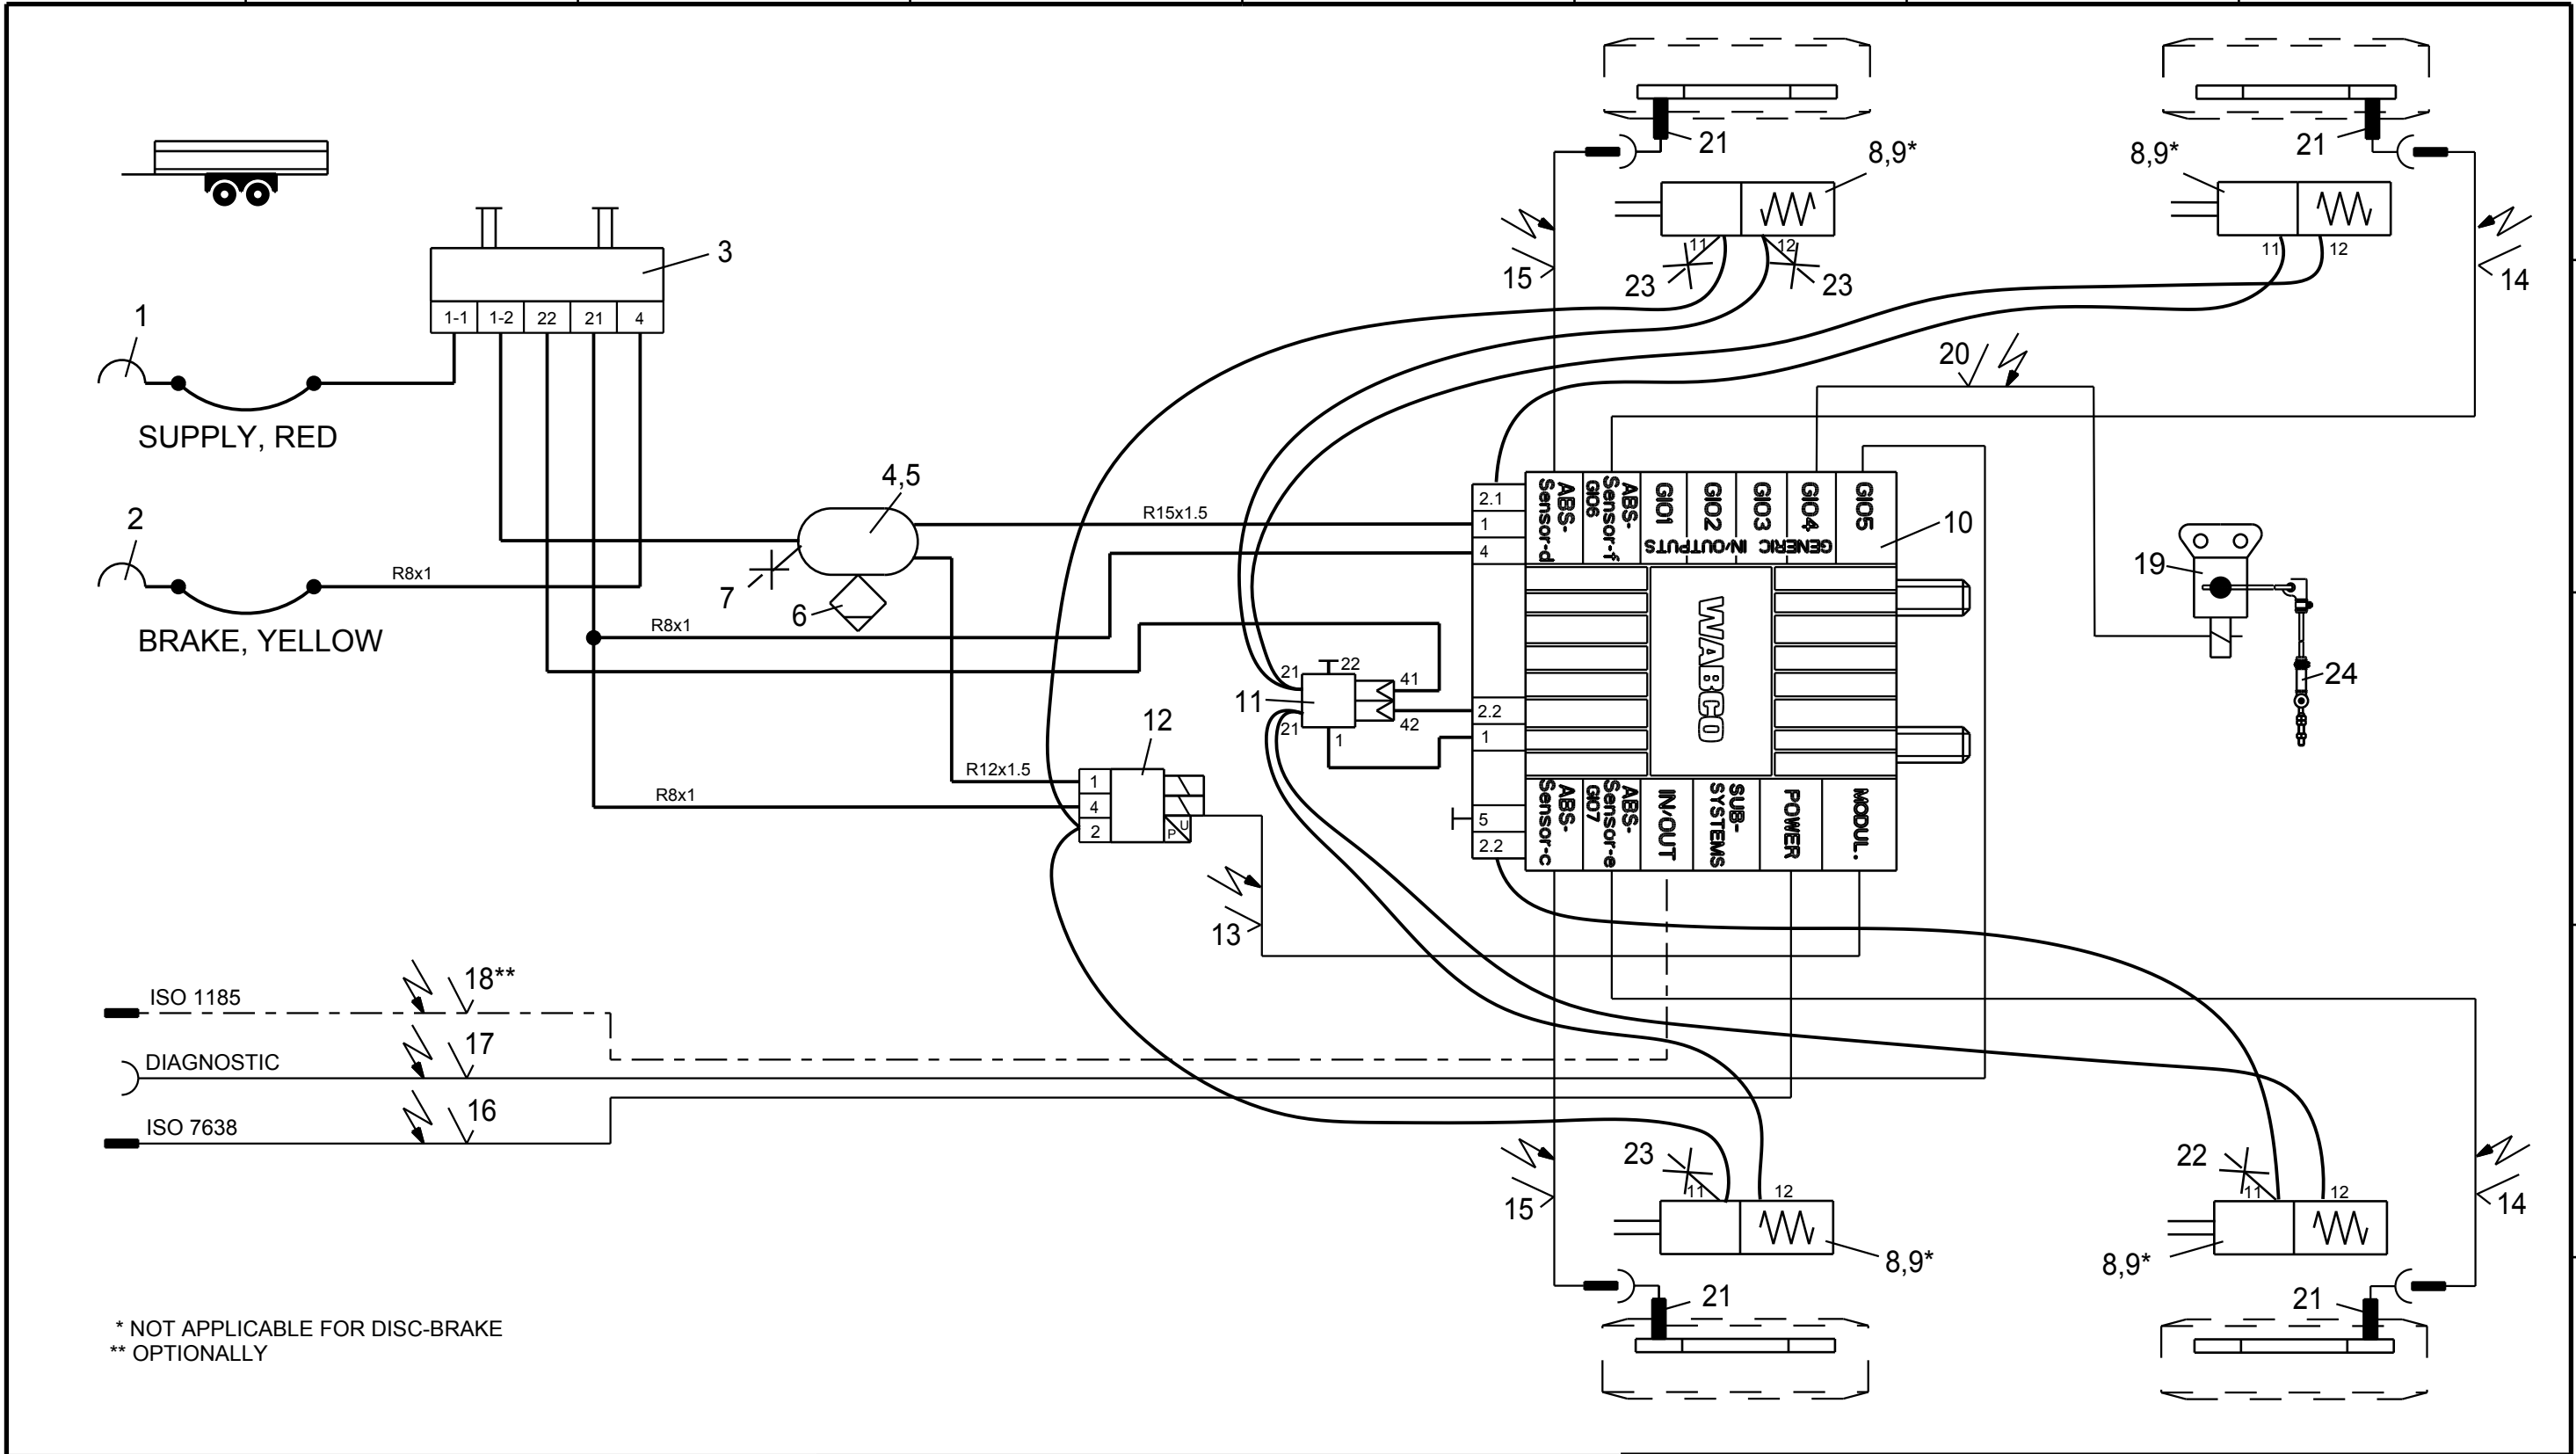 21
21
8,9*
8,9*
3
11
12
11
12
15
23
23
14
1-1
1-2
22
21
4
1
20
SUPPLY, RED
4,5
2
R15x1.5
2.1
1
4
ABS-
Sensor-d
ABS-
Sensor-f
GIO6
GIO1
GIO2
GIO3
GIO4
GIO5
GENERIC IN/OUTPUTS
10
R8x1
7
6
19
R8x1
BRAKE, YELLOW
WABCO
21
22
41
11
21
42
1
2.2
1
24
12
R12x1.5
1
4
2
U
P
R8x1
5
2.2
ABS-
Sensor-c
ABS-
Sensor-e
GIO7
IN/OUT
SUB-
SYSTEMS
POWER
MODUL.
13
18**
ISO 1185
17
DIAGNOSTIC
16
ISO 7638
23
22
11
12
11
12
15
14
8,9*
8,9*
21
21
* NOT APPLICABLE FOR DISC-BRAKE
** OPTIONALLY